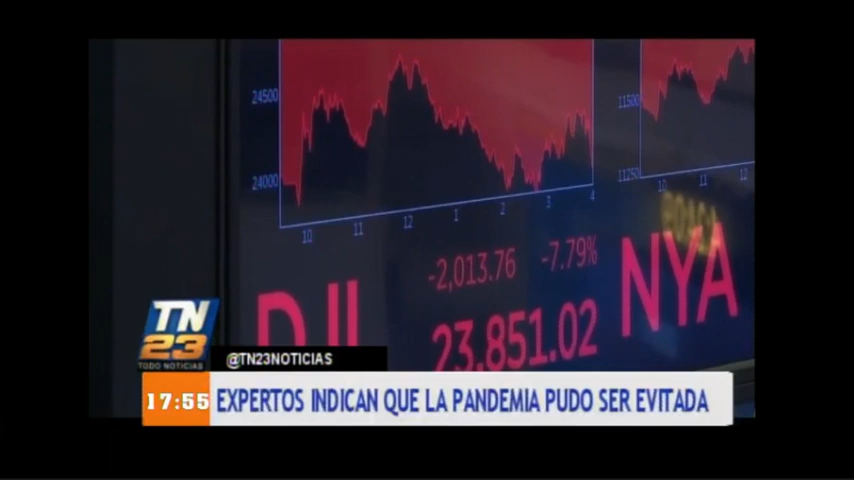 24500
24000
10 11 12 1 2 3 4
11500
11250
10 11 12
-2,013.76 -7.79%
DJI
23,851.02
NYA
TN
23
TODO NOTICIAS
@TN23NOTICIAS
17:55 EXPERTOS INDICAN QUE LA PANDEMIA PUDO SER EVITADA